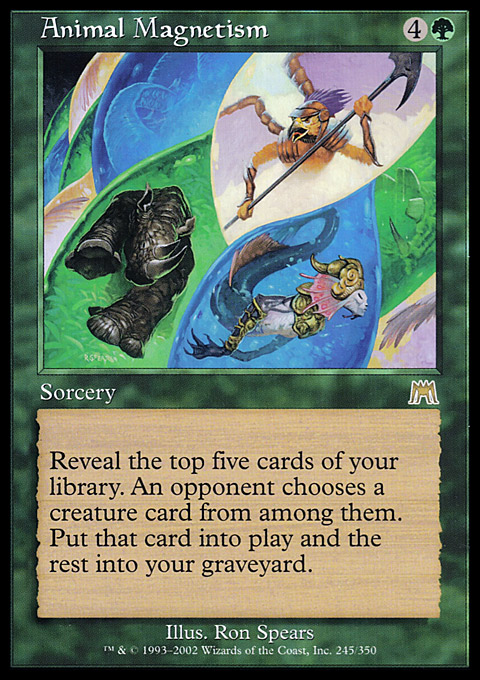 Animal Magnetism 4
Sorcery
Reveal the top five cards of your
library. An opponent chooses a
creature card from among them.
Put that card into play and the
rest into your graveyard.
Illus. Ron Spears
™ & © 1993–2002 Wizards of the Coast, Inc. 245/350